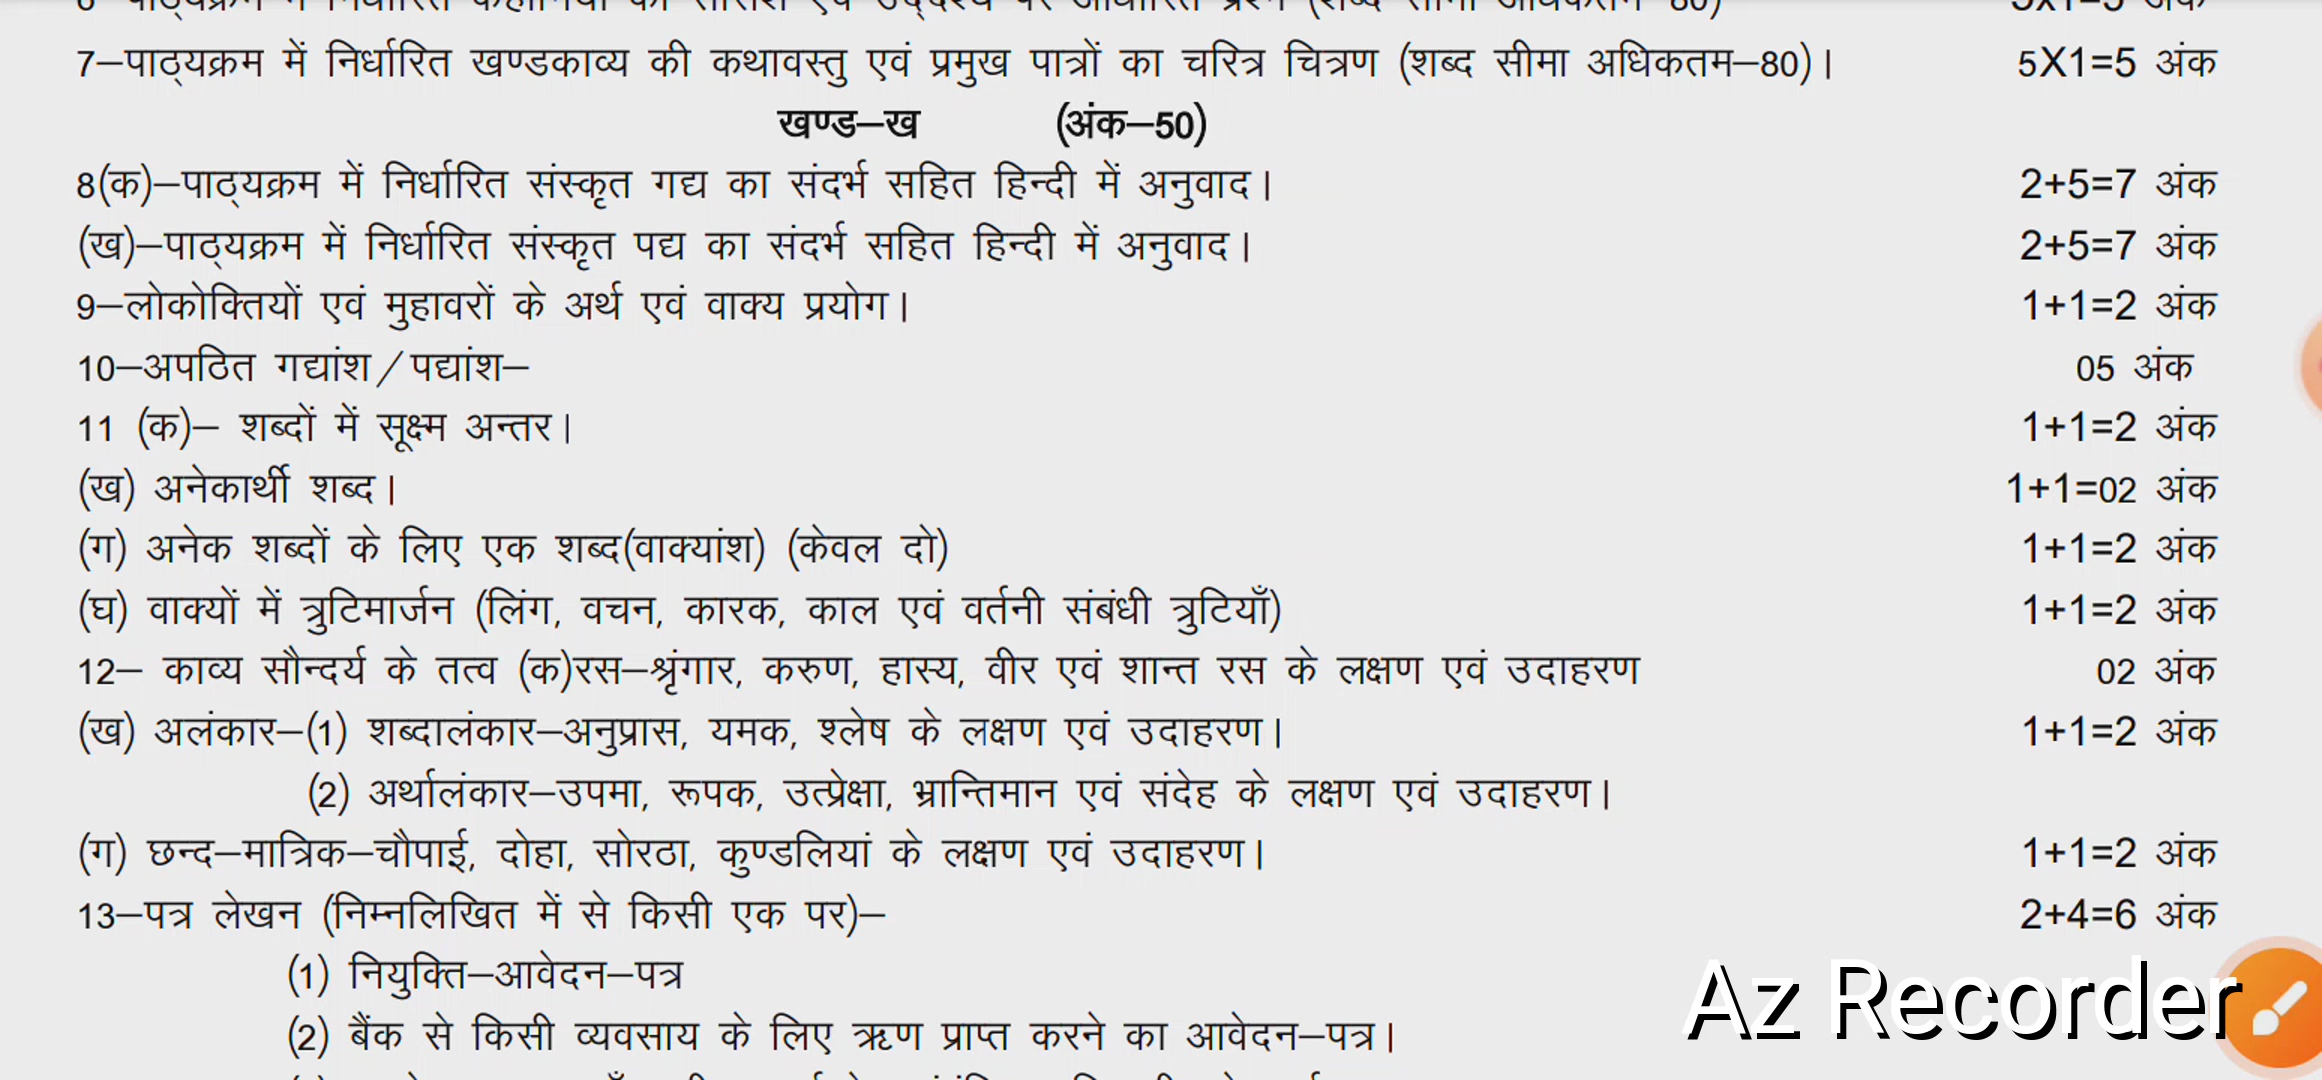 7–पाठ्यक्रम में निर्धारित खण्डकाव्य की कथावस्तु एवं प्रमुख पात्रों का चरित्र चित्रण (शब्द सीमा अधिकतम–80)। 5X1=5 अंक
खण्ड–ख (अंक–50)
8(क)–पाठ्यक्रम में निर्धारित संस्कृत गद्य का संदर्भ सहित हिन्दी में अनुवाद। 2+5=7 अंक
(ख)–पाठ्यक्रम में निर्धारित संस्कृत पद्य का संदर्भ सहित हिन्दी में अनुवाद। 2+5=7 अंक
9–लोकोक्तियों एवं मुहावरों के अर्थ एवं वाक्य प्रयोग। 1+1=2 अंक
10–अपठित गद्यांश/पद्यांश– 05 अंक
11 (क)– शब्दों में सूक्ष्म अन्तर। 1+1=2 अंक
(ख) अनेकार्थी शब्द। 1+1=02 अंक
(ग) अनेक शब्दों के लिए एक शब्द(वाक्यांश) (केवल दो) 1+1=2 अंक
(घ) वाक्यों में त्रुटिमार्जन (लिंग, वचन, कारक, काल एवं वर्तनी संबंधी त्रुटियाँ) 1+1=2 अंक
12– काव्य सौन्दर्य के तत्व (क)रस–श्रृंगार, करुण, हास्य, वीर एवं शान्त रस के लक्षण एवं उदाहरण 02 अंक
(ख) अलंकार–(1) शब्दालंकार–अनुप्रास, यमक, श्लेष के लक्षण एवं उदाहरण। 1+1=2 अंक
(2) अर्थालंकार–उपमा, रूपक, उत्प्रेक्षा, भ्रान्तिमान एवं संदेह के लक्षण एवं उदाहरण।
(ग) छन्द–मात्रिक–चौपाई, दोहा, सोरठा, कुण्डलियां के लक्षण एवं उदाहरण। 1+1=2 अंक
13–पत्र लेखन (निम्नलिखित में से किसी एक पर)– 2+4=6 अंक
(1) नियुक्ति–आवेदन–पत्र
(2) बैंक से किसी व्यवसाय के लिए ऋण प्राप्त करने का आवेदन–पत्र।
Az Recorder